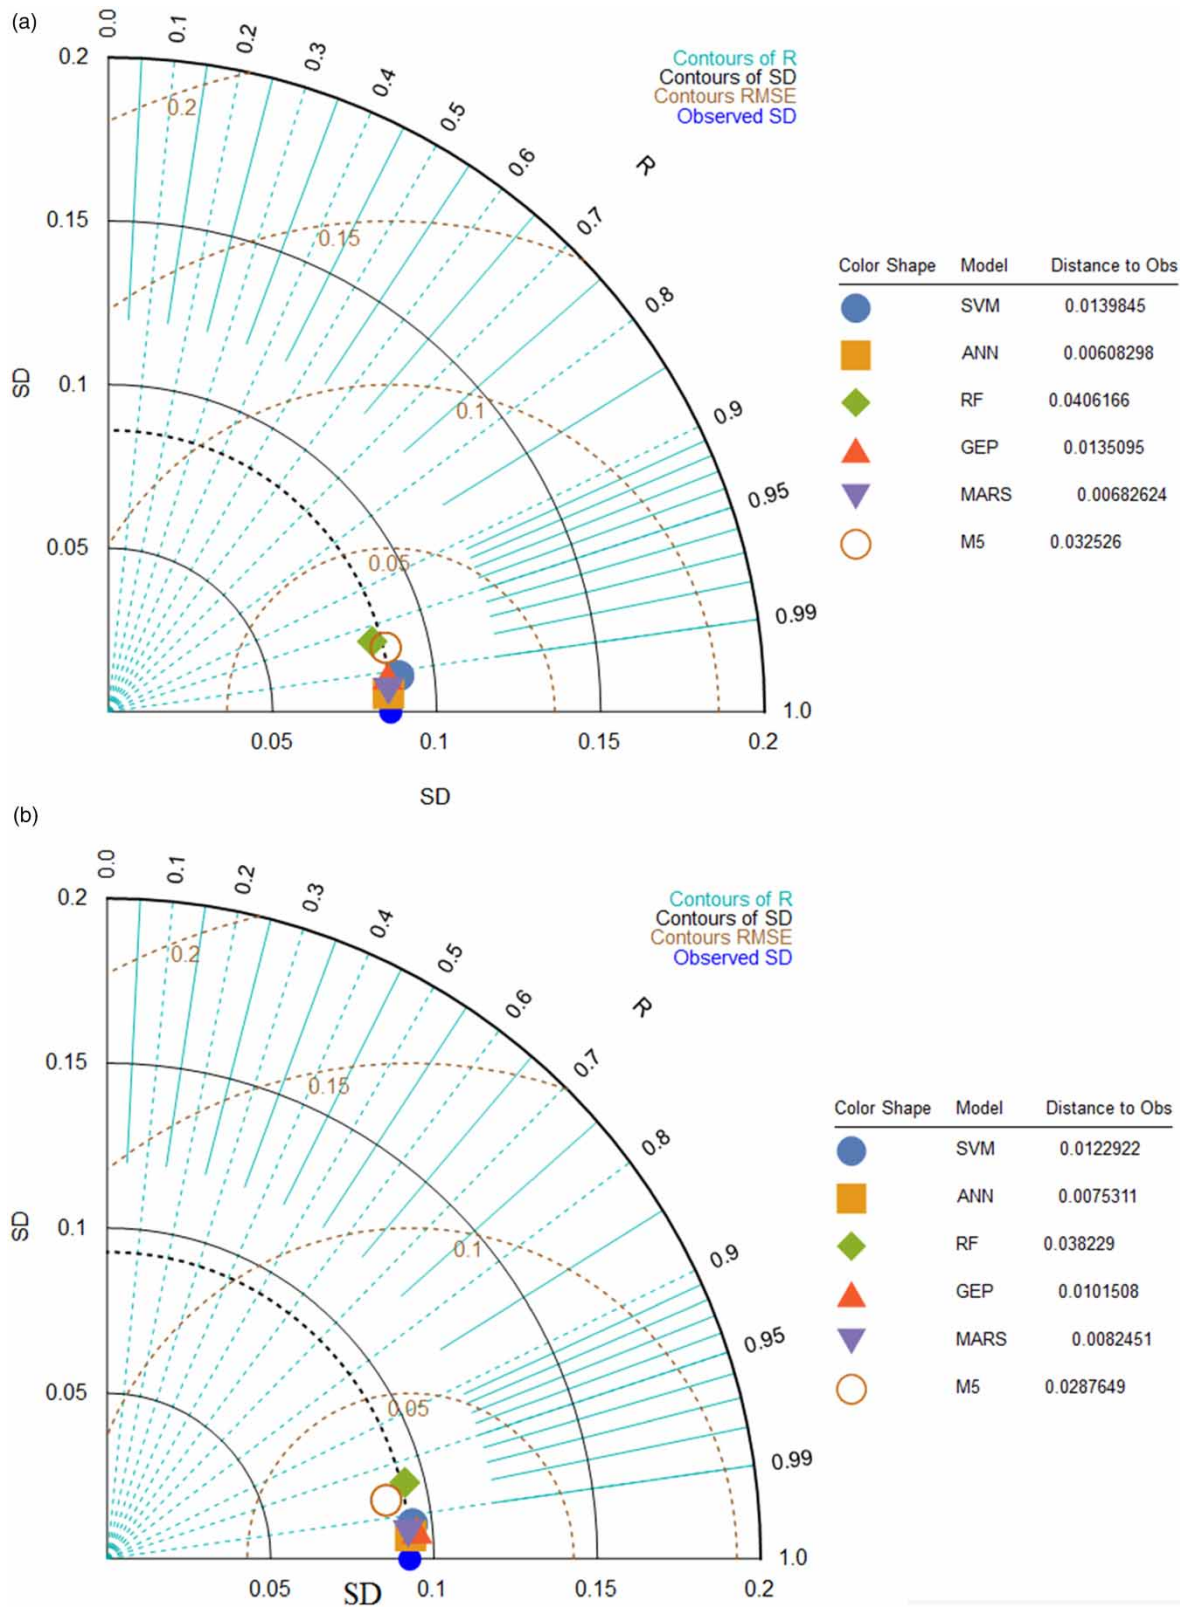 (a)
0.0 0.1 0.2 0.3 0.4 0.5 0.6 0.7 0.8 0.9 0.95 0.99 1.0
R
Contours of R
Contours of SD
Contours RMSE
Observed SD
0.2
0.15
0.1
0.05
SD
0.2
0.15
0.1
0.05
0.05 0.1 0.15 0.2
SD
Color Shape Model Distance to Obs
SVM 0.0139845
ANN 0.00608298
RF 0.0406166
GEP 0.0135095
MARS 0.00682624
M5 0.032526
(b)
0.0 0.1 0.2 0.3 0.4 0.5 0.6 0.7 0.8 0.9 0.95 0.99 1.0
R
Contours of R
Contours of SD
Contours RMSE
Observed SD
0.2
0.15
0.1
0.05
SD
0.2
0.15
0.1
0.05
0.05 0.1 0.15 0.2
SD
Color Shape Model Distance to Obs
SVM 0.0122922
ANN 0.0075311
RF 0.038229
GEP 0.0101508
MARS 0.0082451
M5 0.0287649